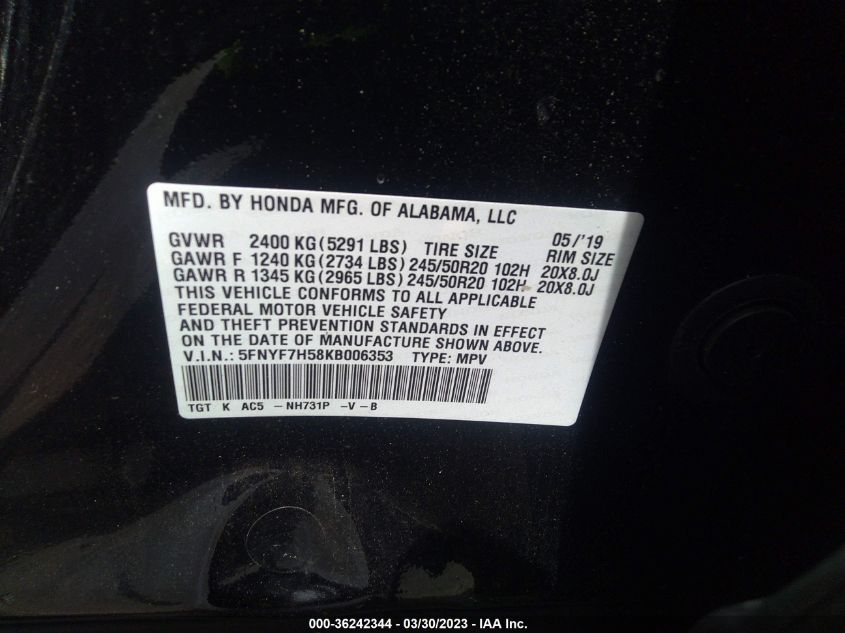 MFD. BY HONDA MFG. OF ALABAMA, LLC
05/'19
GVWR 2400 KG (5291 LBS) TIRE SIZE RIM SIZE
GAWR F 1240 KG (2734 LBS) 245/50R20 102H 20X8.0J
GAWR R 1345 KG (2965 LBS) 245/50R20 102H 20X8.0J
THIS VEHICLE CONFORMS TO ALL APPLICABLE
FEDERAL MOTOR VEHICLE SAFETY
AND THEFT PREVENTION STANDARDS IN EFFECT
ON THE DATE OF MANUFACTURE SHOWN ABOVE.
V.I.N.: 5FNYF7H58KB006353 TYPE: MPV
TGT K AC5 - NH731P -V-B
000-36242344 - 03/30/2023 - IAA Inc.